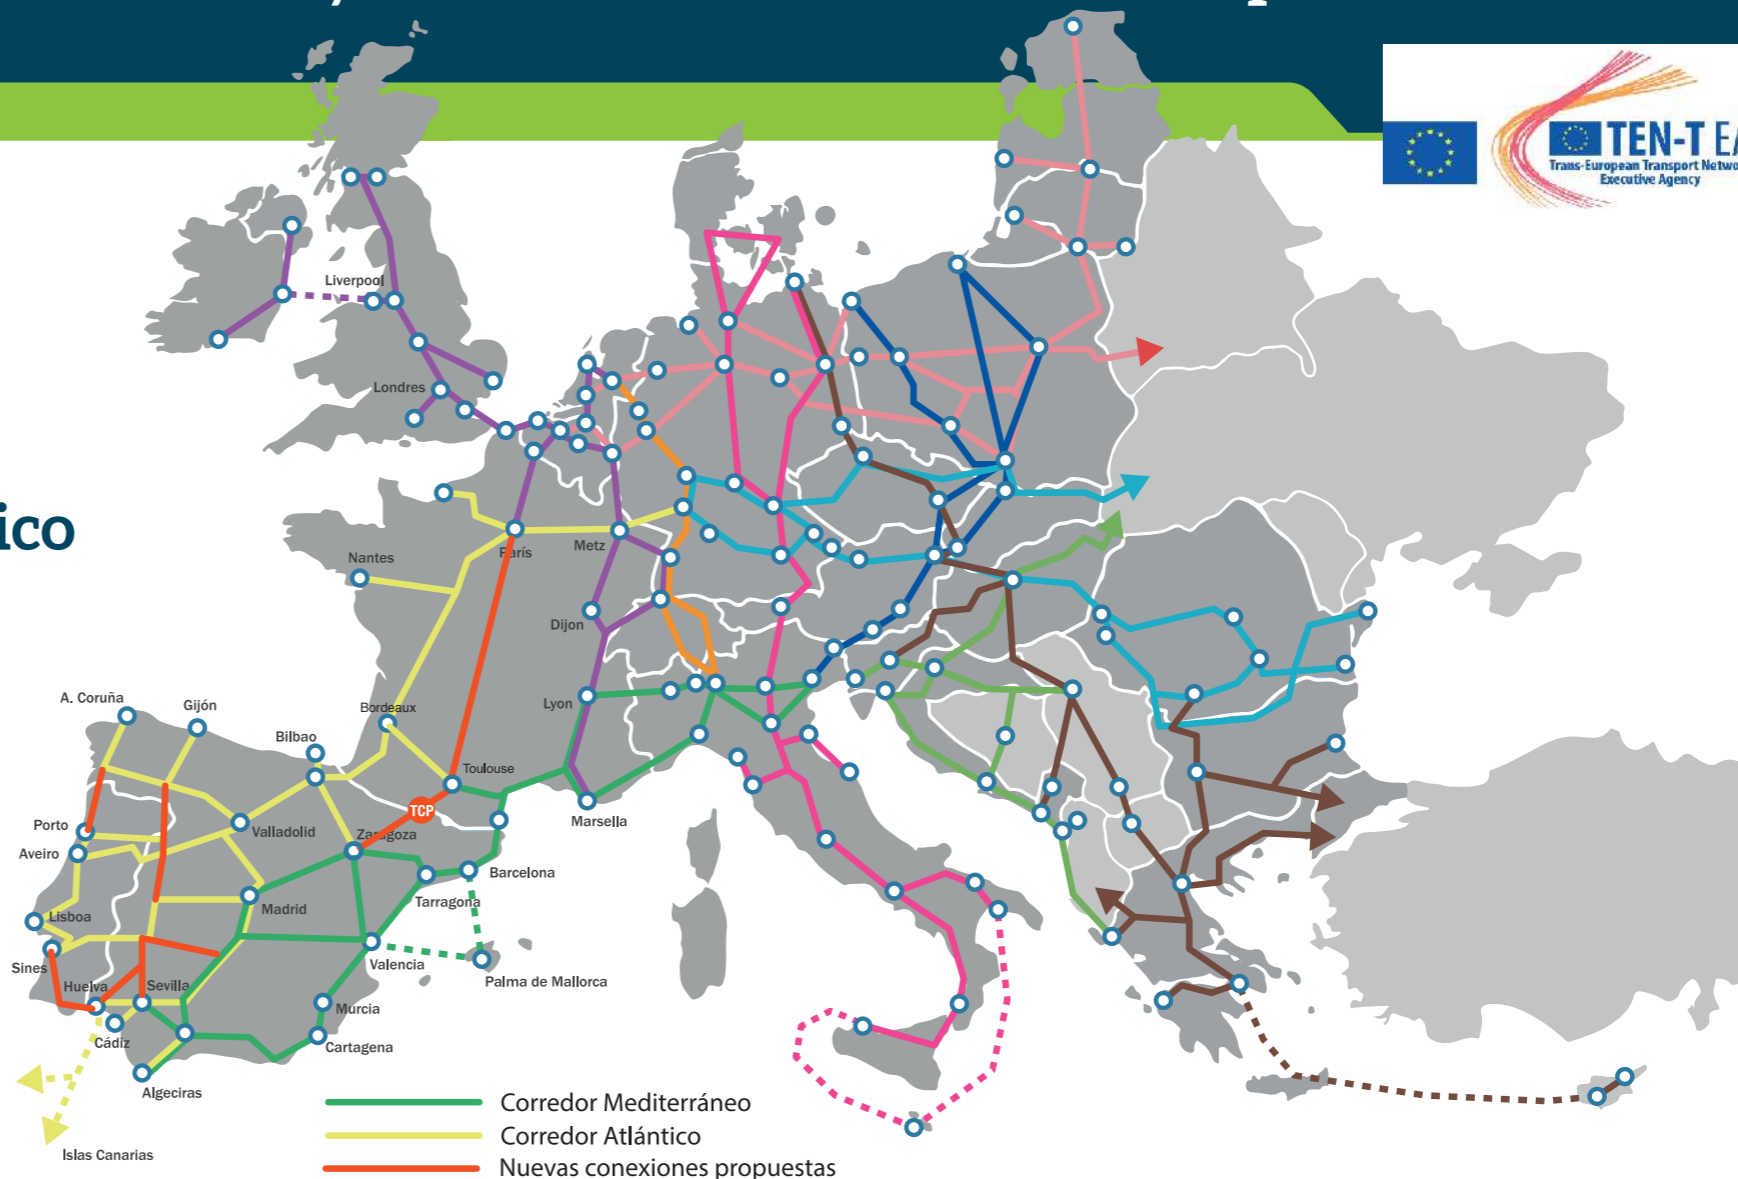 ico
TEN-T EA
Trans-European Transport Netwo
Executive Agency
Liverpool
Londres
París
Metz
Nantes
Dijon
Lyon
Bordeaux
A. Coruña
Gijón
Bilbao
Toulouse
TCP
Marsella
Porto
Valladolid
Zaragoza
Aveiro
Barcelona
Tarragona
Lisboa
Madrid
Sines
Valencia
Palma de Mallorca
Huelva
Sevilla
Murcia
Cádiz
Cartagena
Algeciras
Islas Canarias
Corredor Mediterráneo
Corredor Atlántico
Nuevas conexiones propuestas